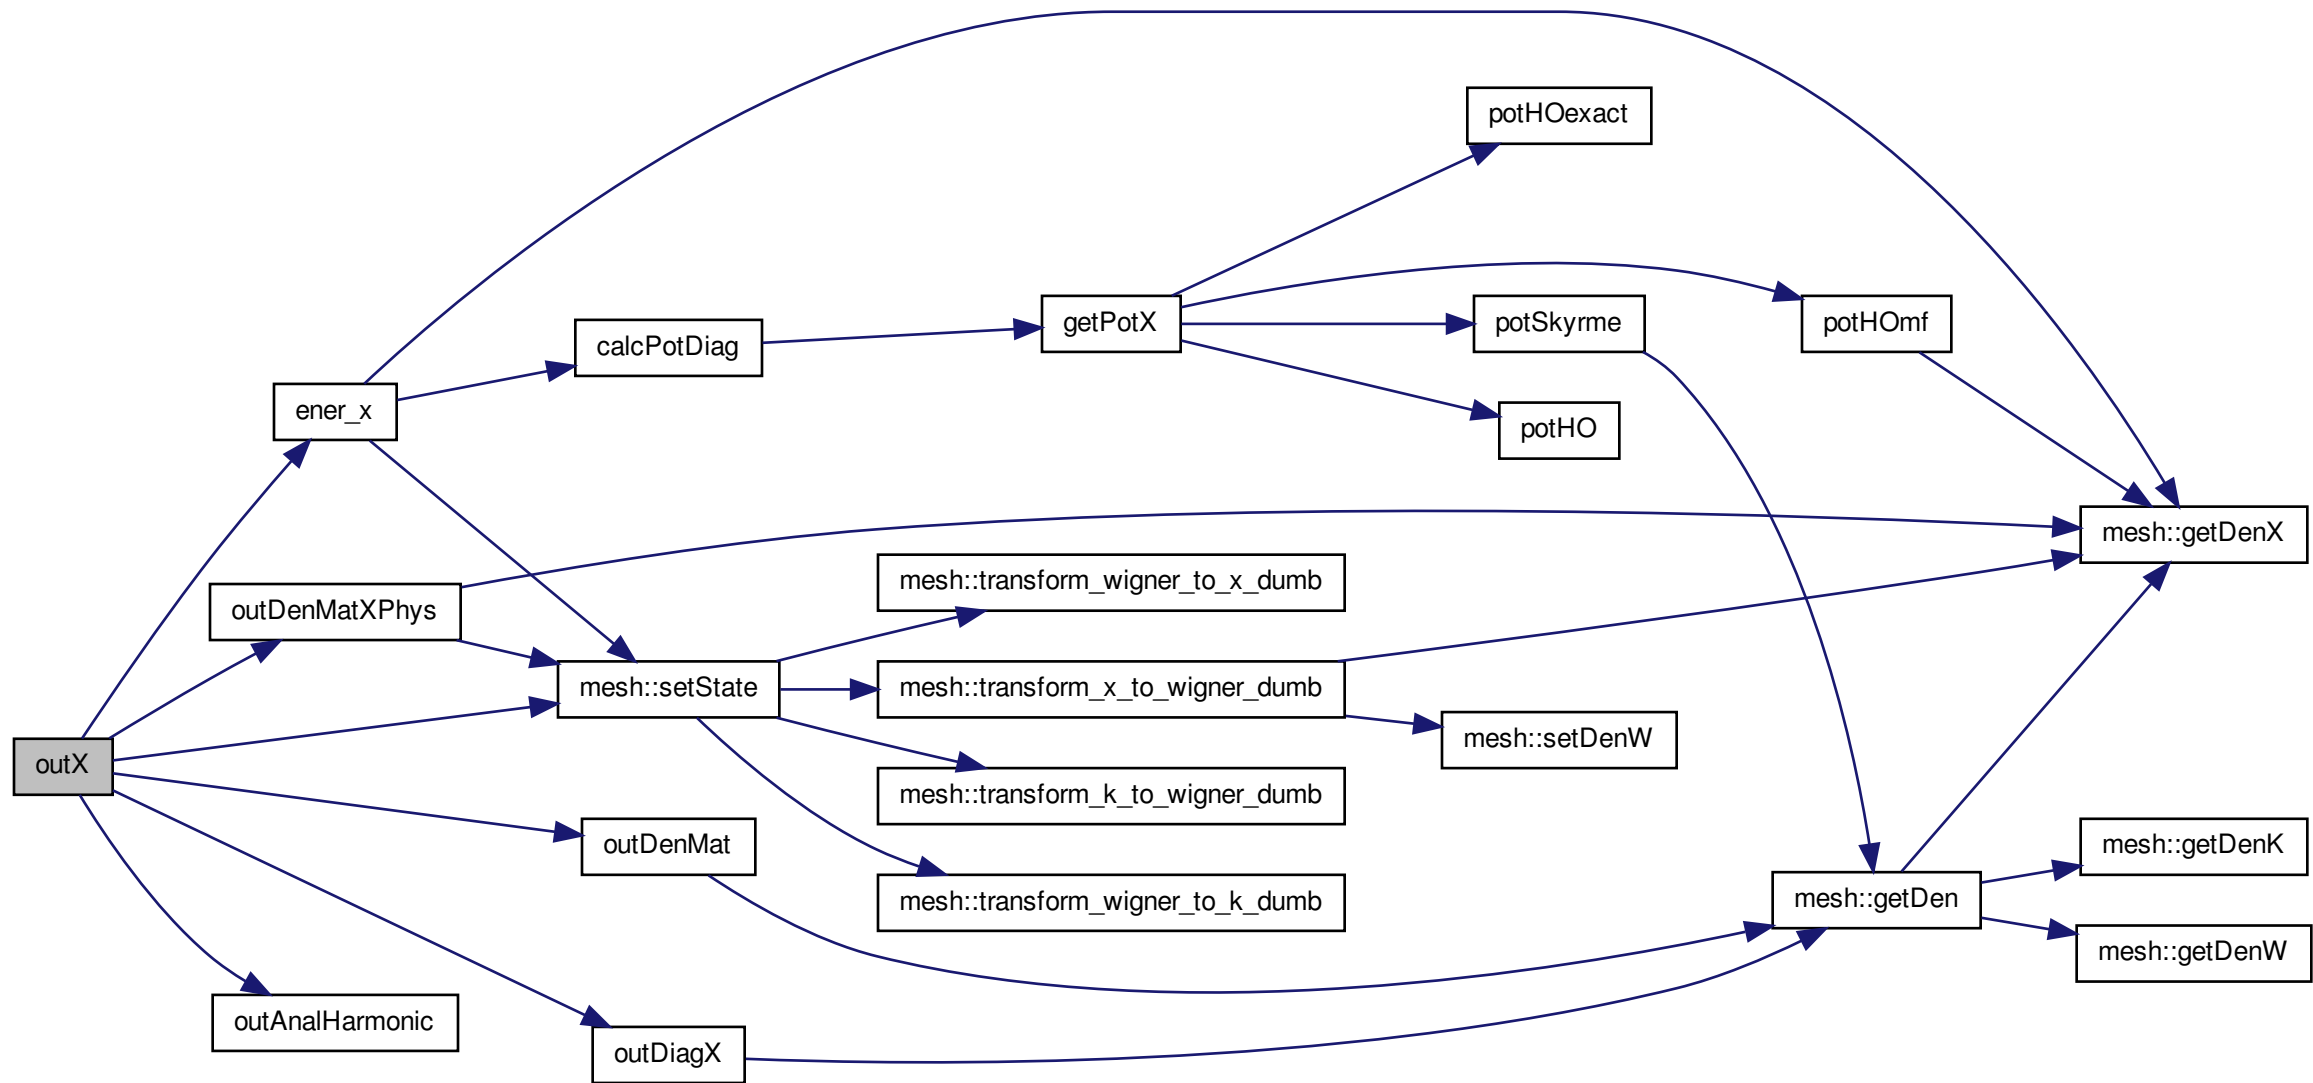 potHOexact
getPotX
potSkyrme
potHOmf
calcPotDiag
ener_x
potHO
mesh::getDenX
mesh::transform_wigner_to_x_dumb
outDenMatXPhys
mesh::setState
mesh::transform_x_to_wigner_dumb
mesh::setDenW
outX
mesh::transform_k_to_wigner_dumb
outDenMat
mesh::getDenK
mesh::transform_wigner_to_k_dumb
mesh::getDen
mesh::getDenW
outAnalHarmonic
outDiagX